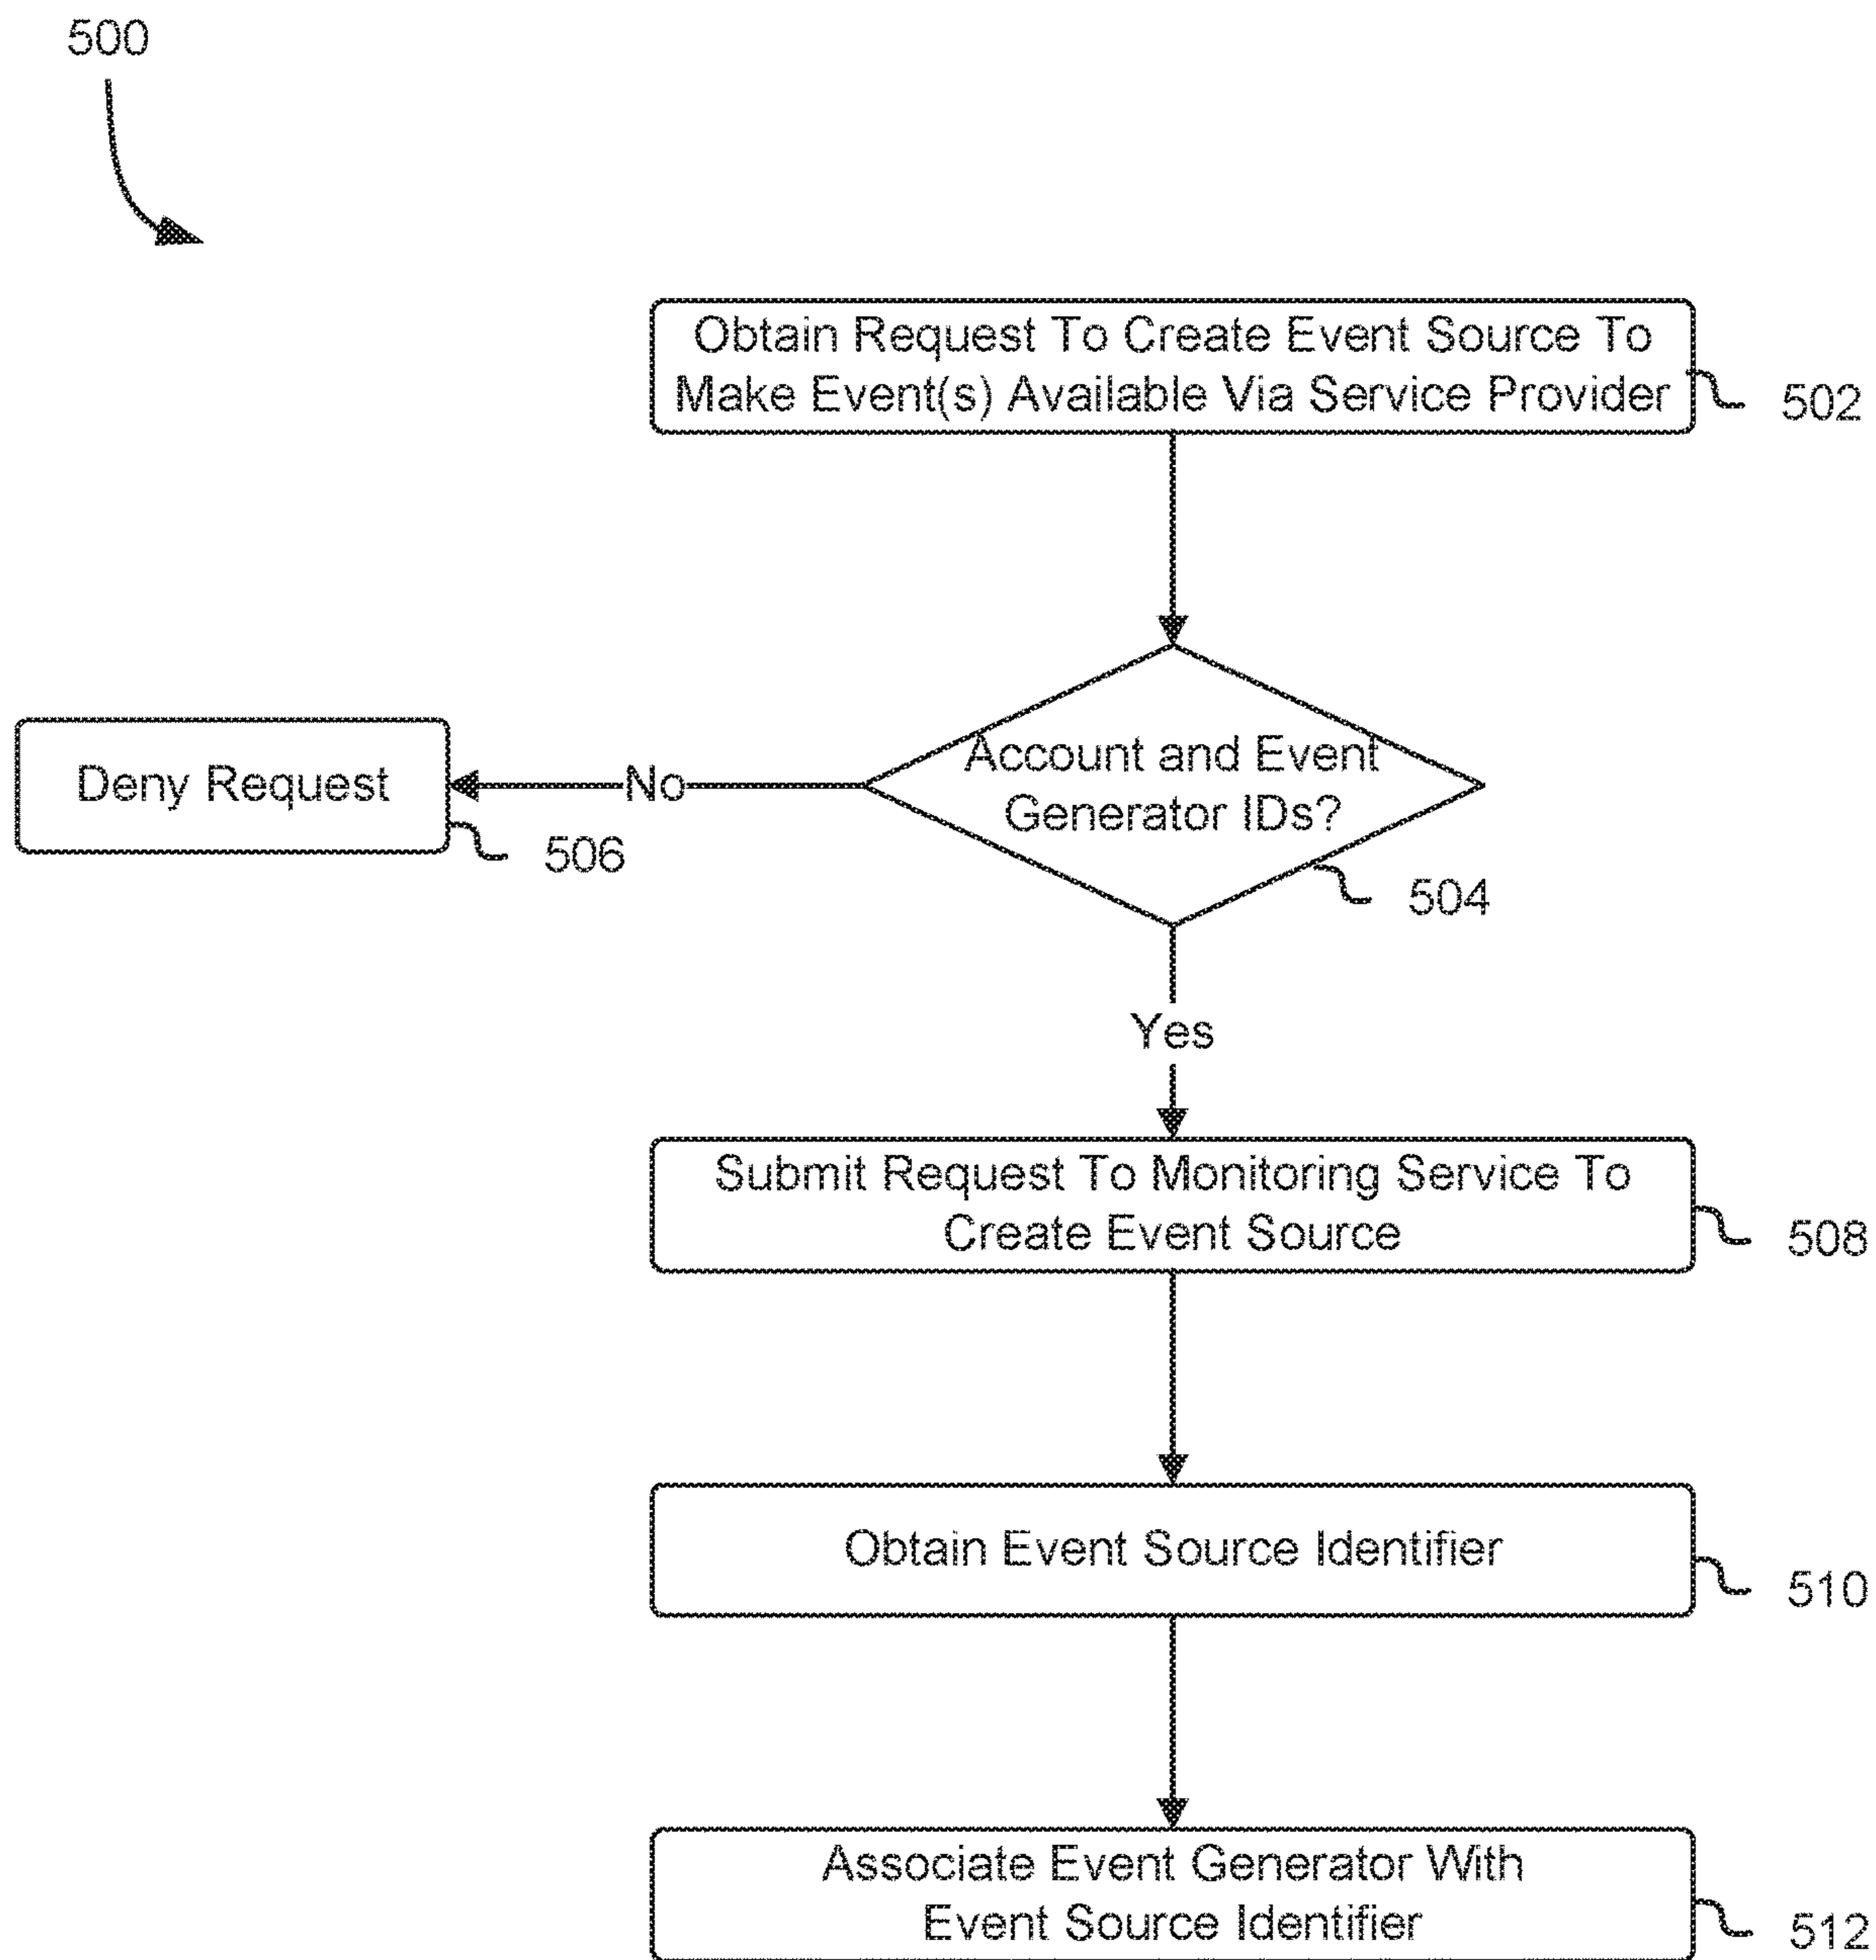 500
Obtain Request To Create Event Source To
Make Event(s) Available Via Service Provider
502
Account and Event
Generator IDs?
504
No
Deny Request
506
Yes
Submit Request To Monitoring Service To
Create Event Source
508
Obtain Event Source Identifier
510
Associate Event Generator With
Event Source Identifier
512